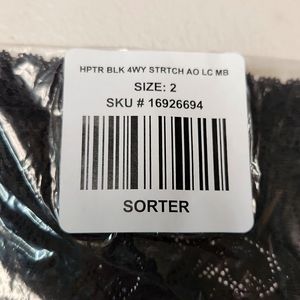 HPTR BLK 4WY STRTCH AO LC MB
SIZE: 2
SKU # 16926694
SORTER